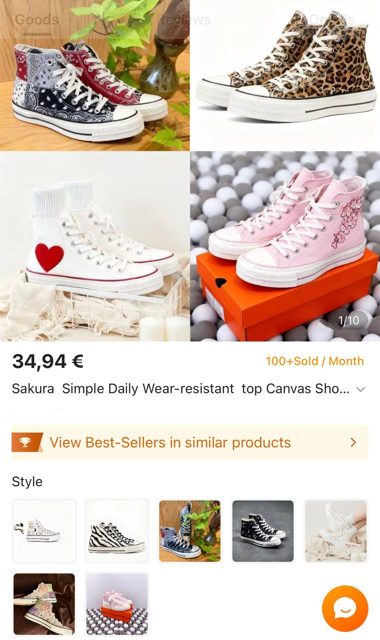 Goods
Reviews
1/10
34,94 €
100+Sold / Month
Sakura Simple Daily Wear-resistant top Canvas Sho...
View Best-Sellers in similar products
Style